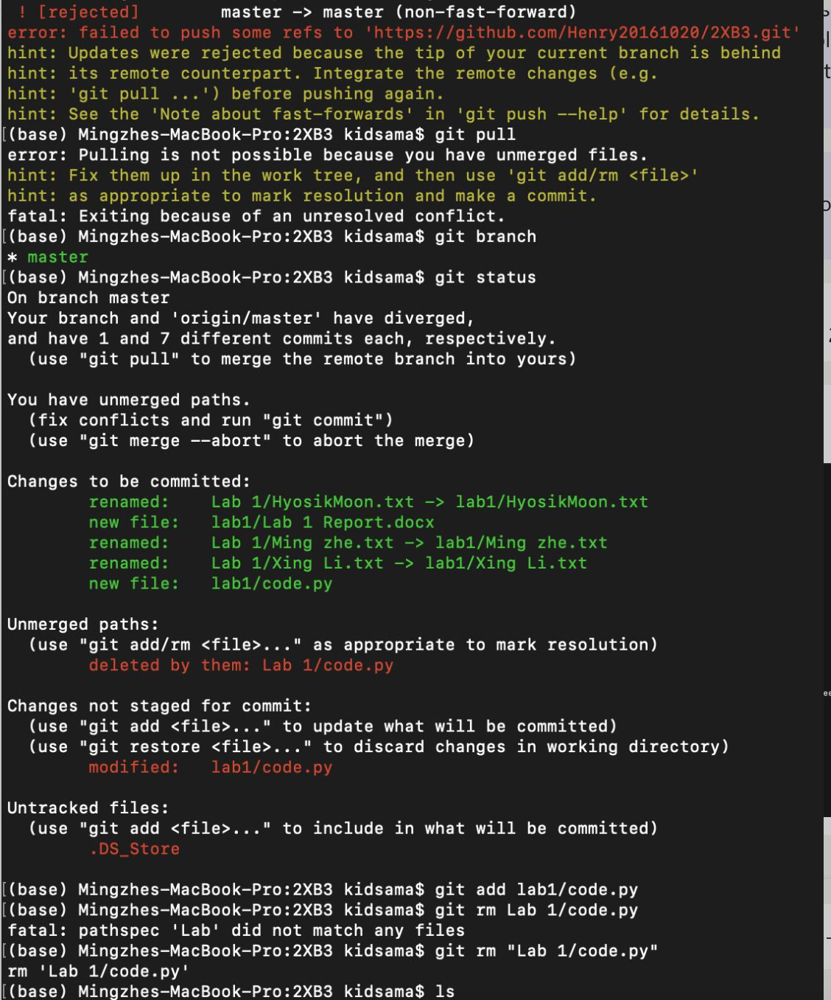 ! [rejected]        master -> master (non-fast-forward)
error: failed to push some refs to 'https://github.com/Henry20161020/2XB3.git'
hint: Updates were rejected because the tip of your current branch is behind
hint: its remote counterpart. Integrate the remote changes (e.g.
hint: 'git pull ...') before pushing again.
hint: See the 'Note about fast-forwards' in 'git push --help' for details.
[(base) Mingzhes-MacBook-Pro:2XB3 kidsama$ git pull
error: Pulling is not possible because you have unmerged files.
hint: Fix them up in the work tree, and then use 'git add/rm <file>'
hint: as appropriate to mark resolution and make a commit.
fatal: Exiting because of an unresolved conflict.
[(base) Mingzhes-MacBook-Pro:2XB3 kidsama$ git branch
* master
[(base) Mingzhes-MacBook-Pro:2XB3 kidsama$ git status
On branch master
Your branch and 'origin/master' have diverged,
and have 1 and 7 different commits each, respectively.
  (use "git pull" to merge the remote branch into yours)
You have unmerged paths.
  (fix conflicts and run "git commit")
  (use "git merge --abort" to abort the merge)
Changes to be committed:
        renamed:    Lab 1/HyosikMoon.txt -> lab1/HyosikMoon.txt
        new file:   lab1/Lab 1 Report.docx
        renamed:    Lab 1/Ming zhe.txt -> lab1/Ming zhe.txt
        renamed:    Lab 1/Xing Li.txt -> lab1/Xing Li.txt
        new file:   lab1/code.py
Unmerged paths:
  (use "git add/rm <file>..." as appropriate to mark resolution)
        deleted by them: Lab 1/code.py
Changes not staged for commit:
  (use "git add <file>..." to update what will be committed)
  (use "git restore <file>..." to discard changes in working directory)
        modified:   lab1/code.py
Untracked files:
  (use "git add <file>..." to include in what will be committed)
        .DS_Store
[(base) Mingzhes-MacBook-Pro:2XB3 kidsama$ git add lab1/code.py
[(base) Mingzhes-MacBook-Pro:2XB3 kidsama$ git rm Lab 1/code.py
fatal: pathspec 'Lab' did not match any files
[(base) Mingzhes-MacBook-Pro:2XB3 kidsama$ git rm "Lab 1/code.py"
rm 'Lab 1/code.py'
[(base) Mingzhes-MacBook-Pro:2XB3 kidsama$ ls